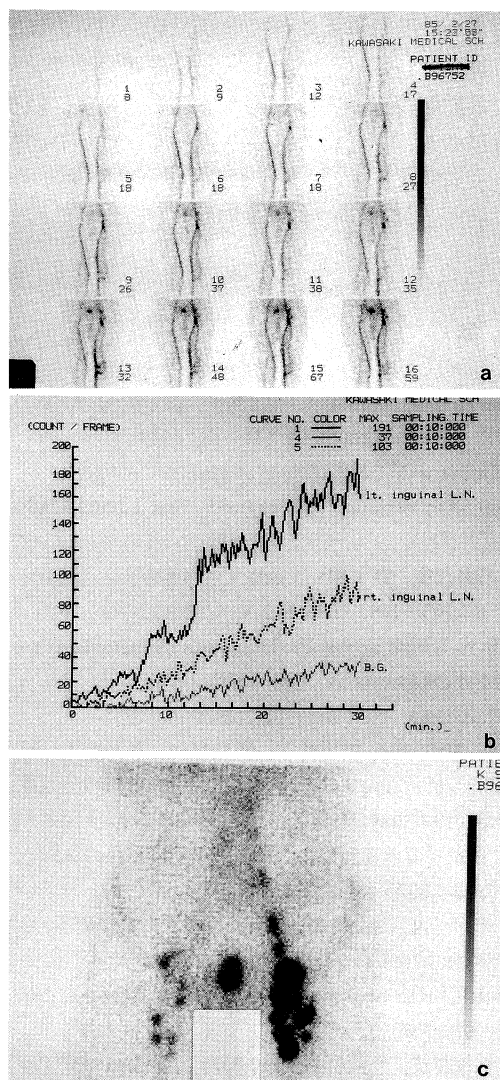 85/ 2/27
15:23'00"
KAWASAKI MEDICAL SCH
PATIENT ID
.B96752
1 2 3 4
8 9 12 17
5 6 7 8
18 18 18 27
9 10 11 12
26 37 38 35
13 14 15 16
32 48 67 59
a
KAWASAKI MEDICAL SCH
(COUNT / FRAME)
CURVE NO. COLOR MAX SAMPLING TIME
1 191 00:10:000
4 37 00:10:000
5 103 00:10:000
200
180
160
140
120
100
80
60
40
20
0
lt. inguinal L.N.
rt. inguinal L.N.
B.G.
0 10 20 30
(min.)_
b
PATIE
K S
.B96
c